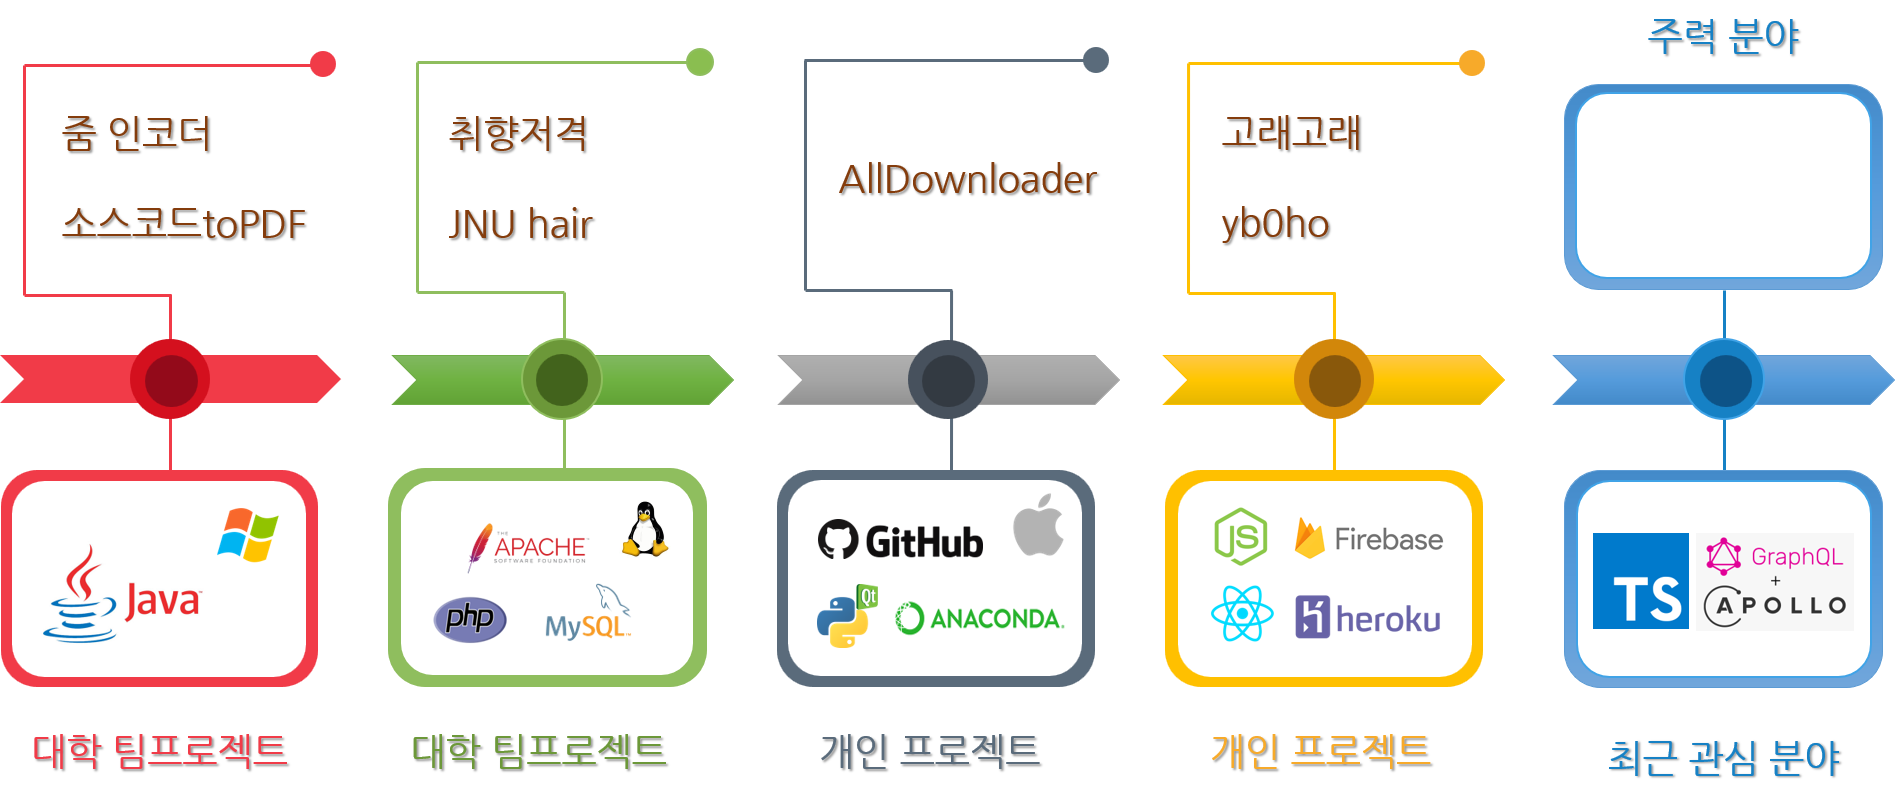 줌 인코더
소스코드toPDF
Java
대학 팀프로젝트
취향저격
JNU hair
THE
APACHE
SOFTWARE FOUNDATION
php
MySQL
대학 팀프로젝트
AllDownloader
GitHub
Qt
ANACONDA.
개인 프로젝트
고래고래
yb0ho
JS
Firebase
heroku
개인 프로젝트
주력 분야
TS
GraphQL
+
APOLLO
최근 관심 분야